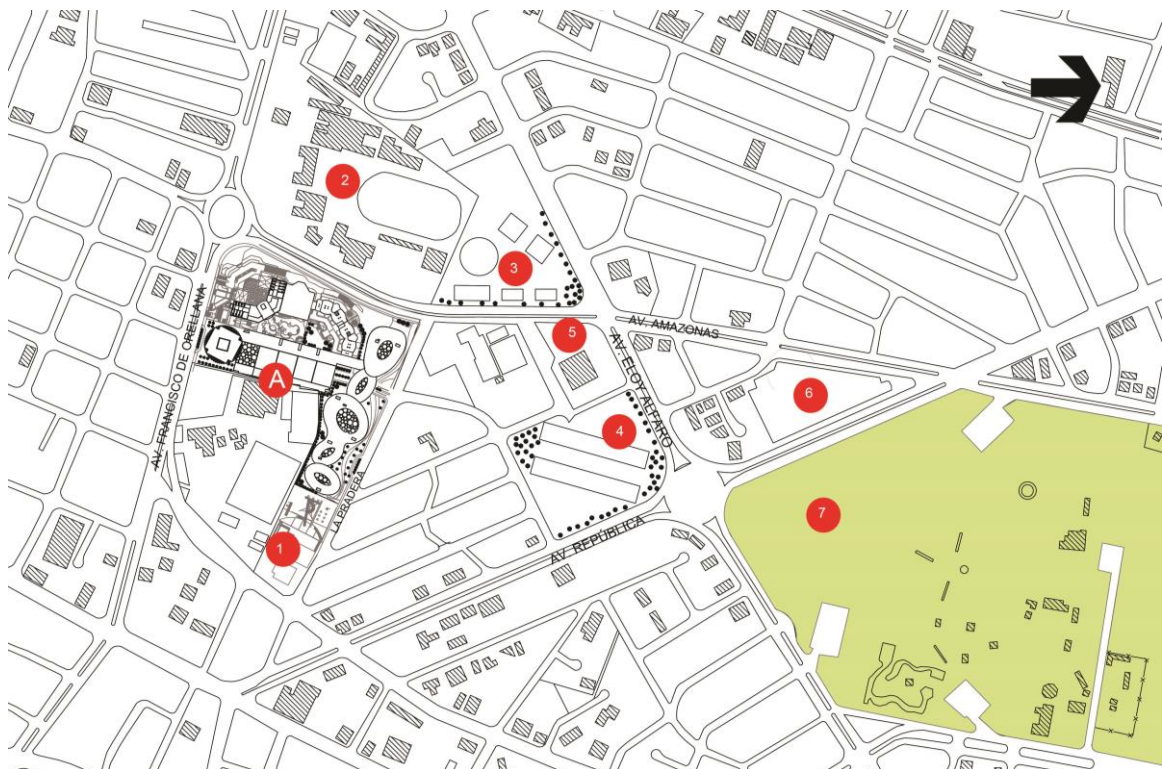 2
3
AV. FRANCISCO DE ORELLANA
5
AV. AMAZONAS
A
AV. ELOY ALFARO
6
4
LA PRADERA
7
1
AV. REPÚBLICA